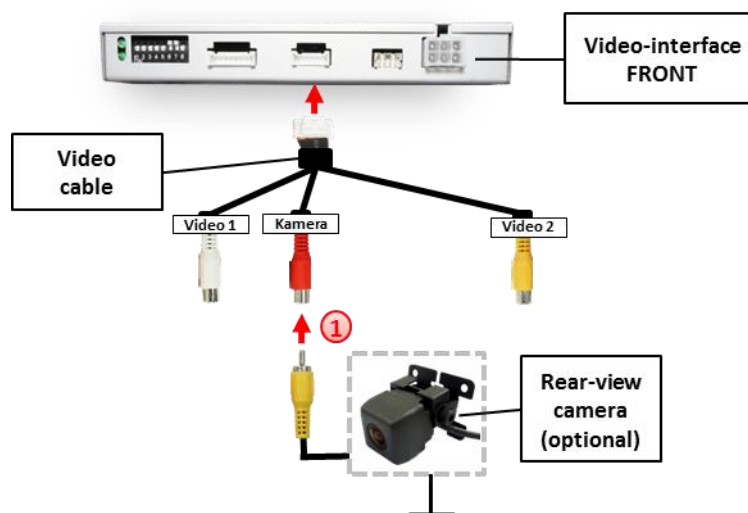 Video-interface
FRONT
Video
cable
Video 1
Kamera
Video 2
1
Rear-view
camera
(optional)